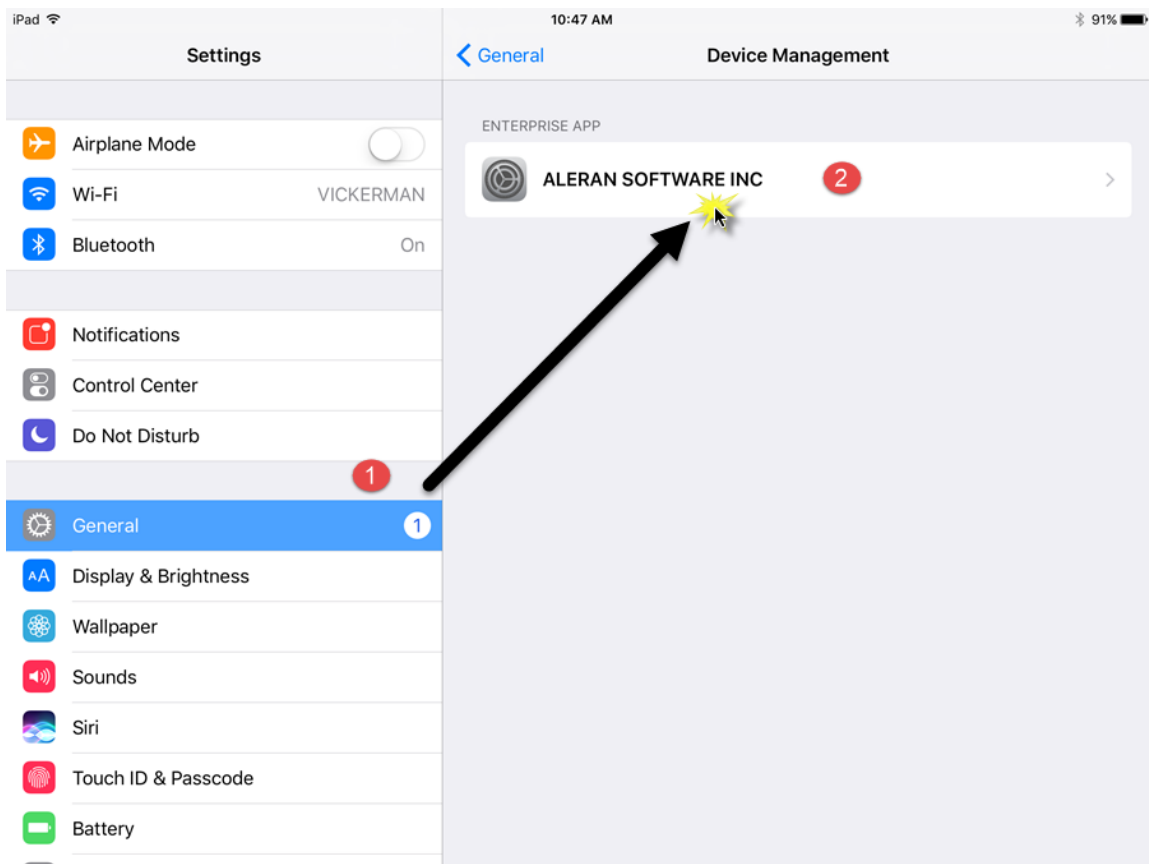 iPad 10:47 AM 91%
Settings
General Device Management
Airplane Mode
Wi-Fi VICKERMAN
Bluetooth On
Notifications
Control Center
Do Not Disturb
1
General 1
AA Display & Brightness
Wallpaper
Sounds
Siri
Touch ID & Passcode
Battery
ENTERPRISE APP
ALERAN SOFTWARE INC 2